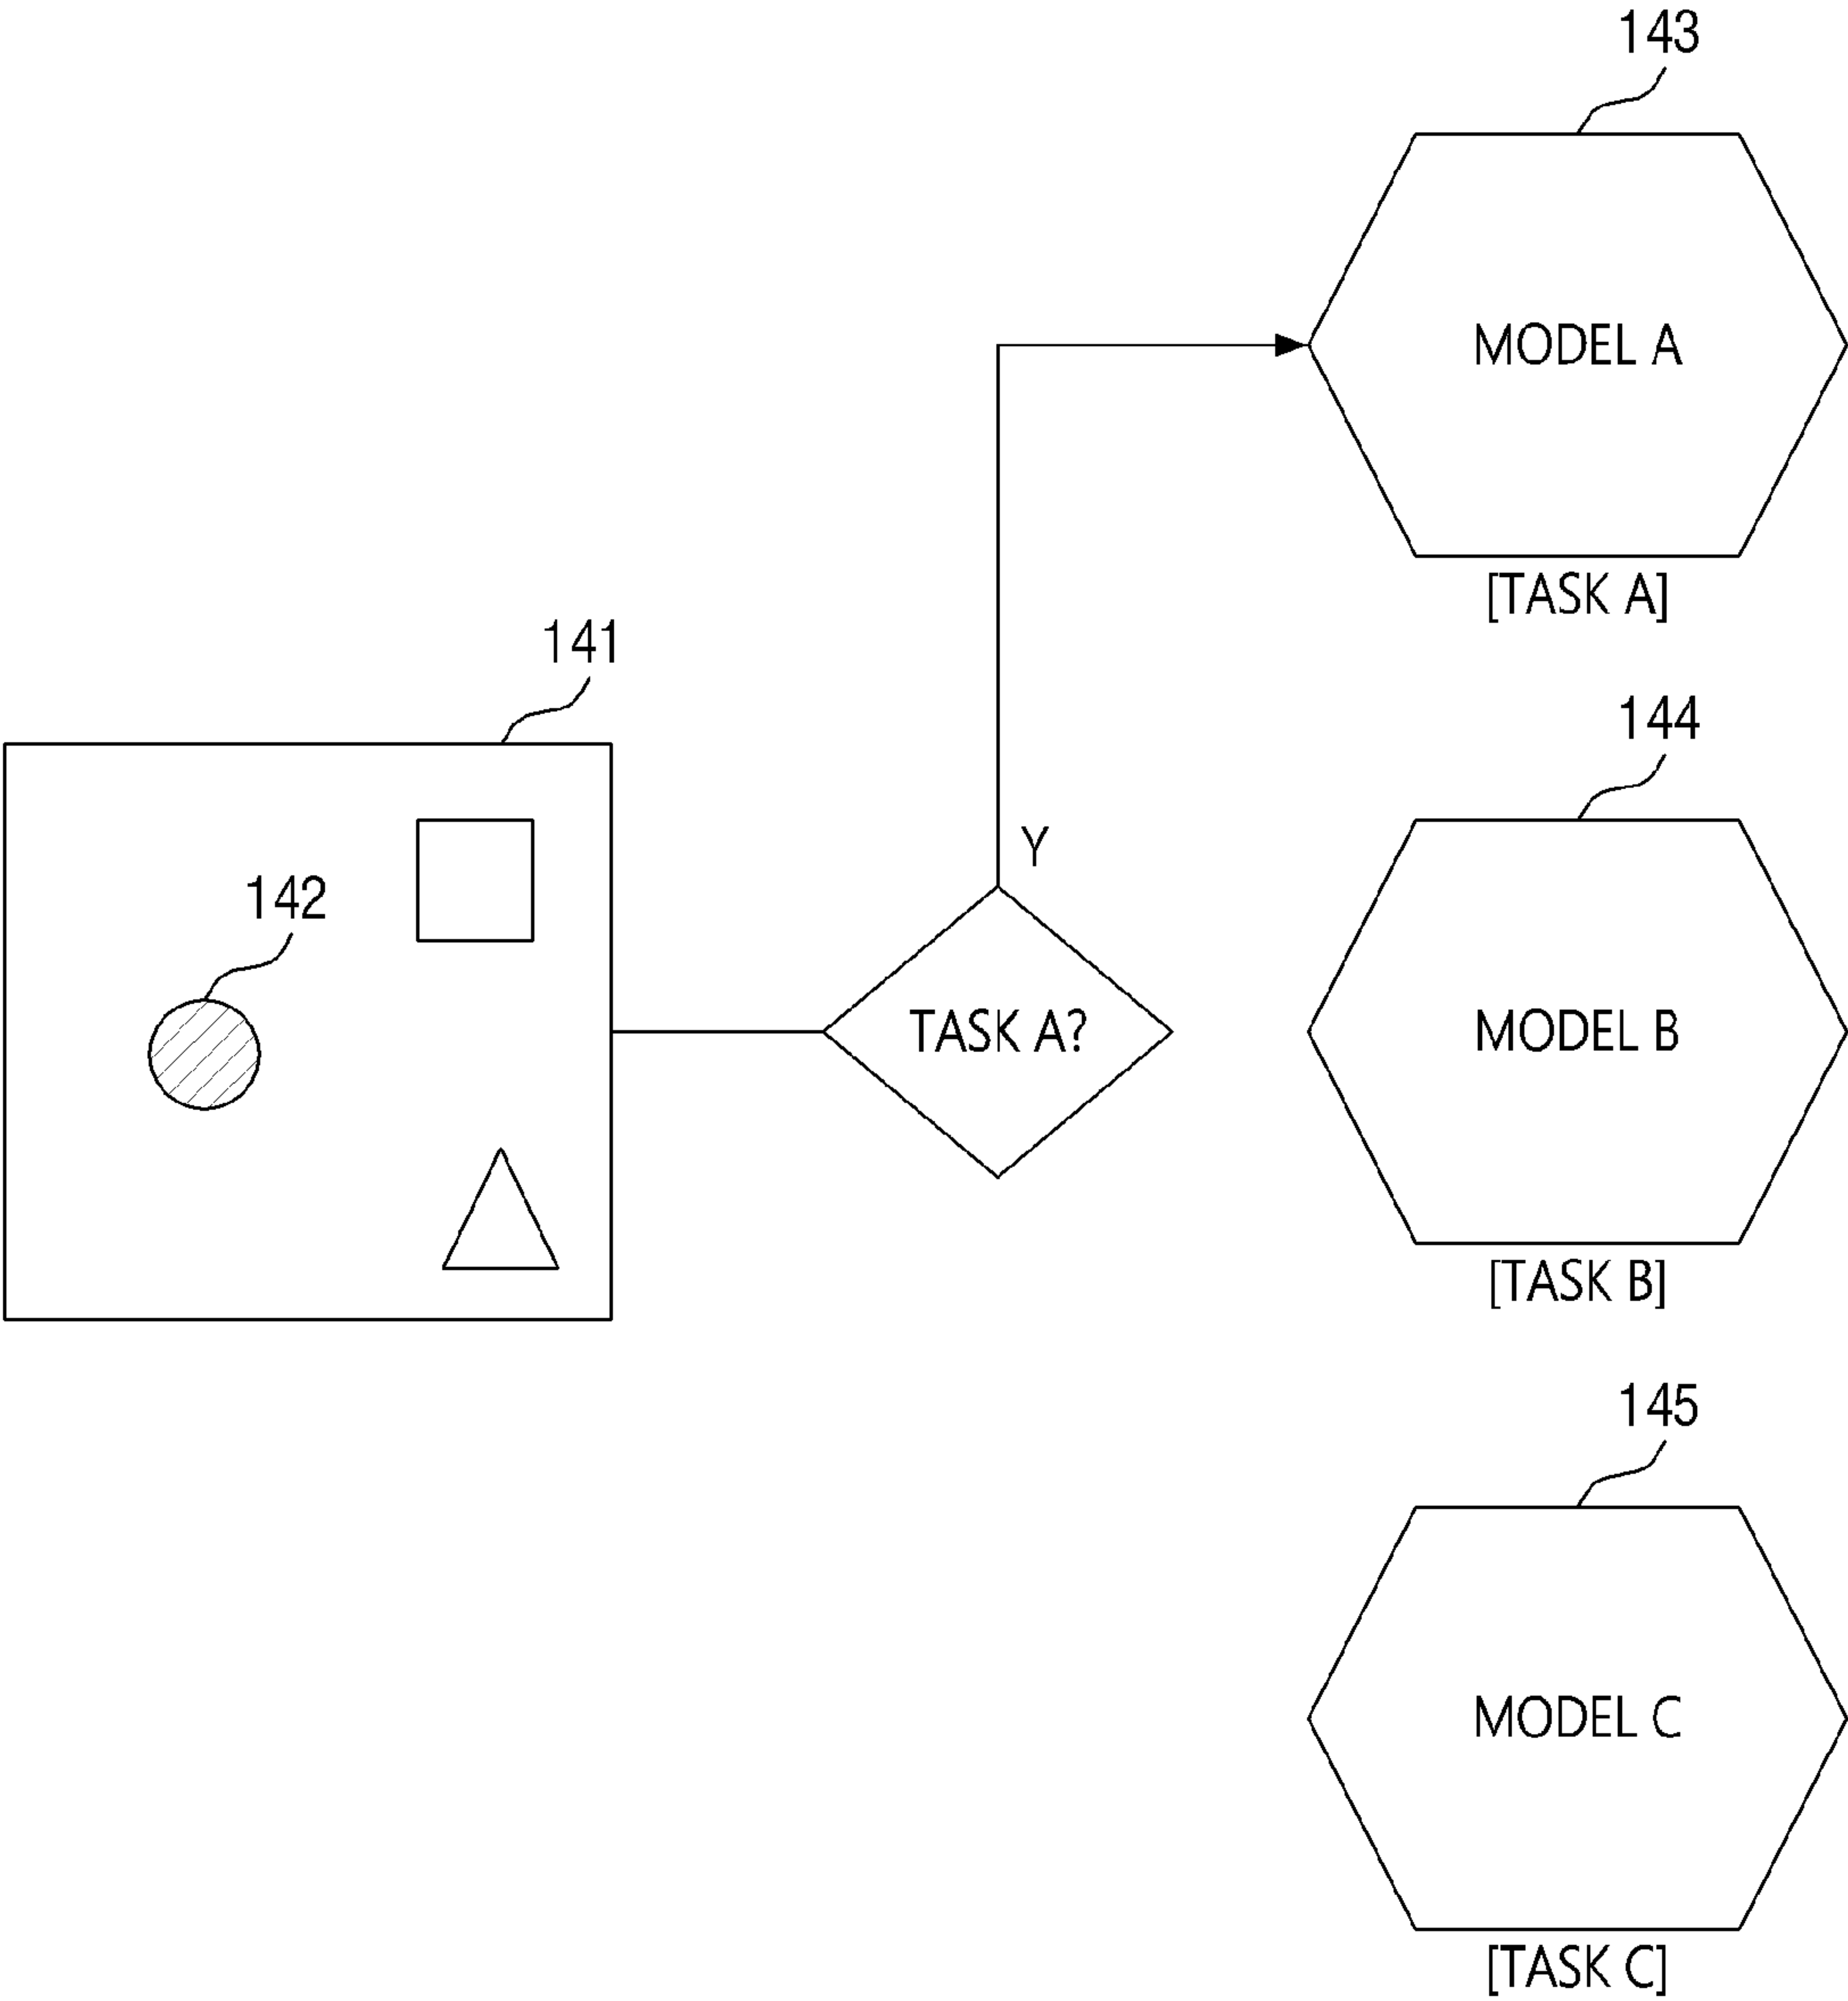 143
MODEL A
[TASK A]
141
144
Y
142
TASK A?
MODEL B
[TASK B]
145
MODEL C
[TASK C]